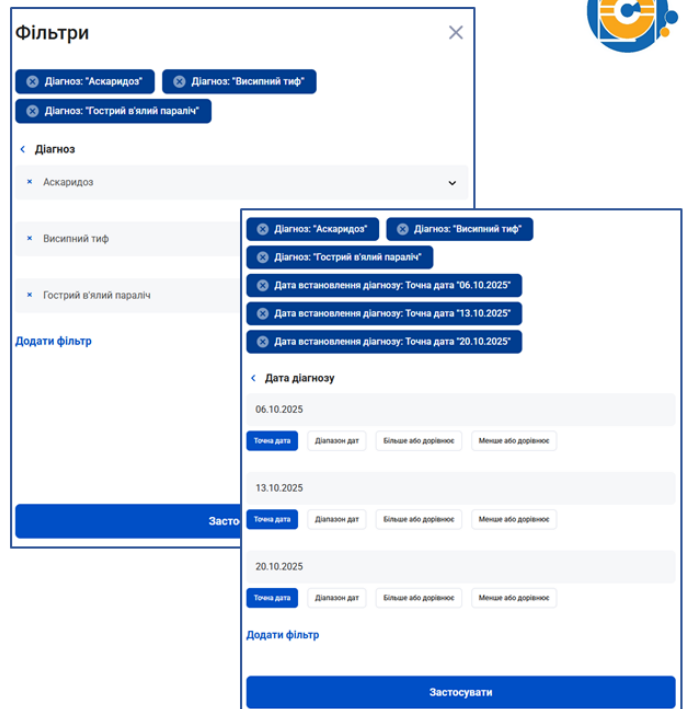 Фільтри
Діагноз: "Аскаридоз"
Діагноз: "Висипний тиф"
Діагноз: "Гострий в'ялий параліч"
Діагноз
Аскаридоз
Висипний тиф
Гострий в'ялий параліч
Додати фільтр
Діагноз: "Аскаридоз"
Діагноз: "Висипний тиф"
Діагноз: "Гострий в'ялий параліч"
Дата встановлення діагнозу: Точна дата "06.10.2025"
Дата встановлення діагнозу: Точна дата "13.10.2025"
Дата встановлення діагнозу: Точна дата "20.10.2025"
Дата діагнозу
06.10.2025
Точна дата Діапазон дат Більше або дорівнює Менше або дорівнює
13.10.2025
Точна дата Діапазон дат Більше або дорівнює Менше або дорівнює
20.10.2025
Точна дата Діапазон дат Більше або дорівнює Менше або дорівнює
Додати фільтр
Застосувати